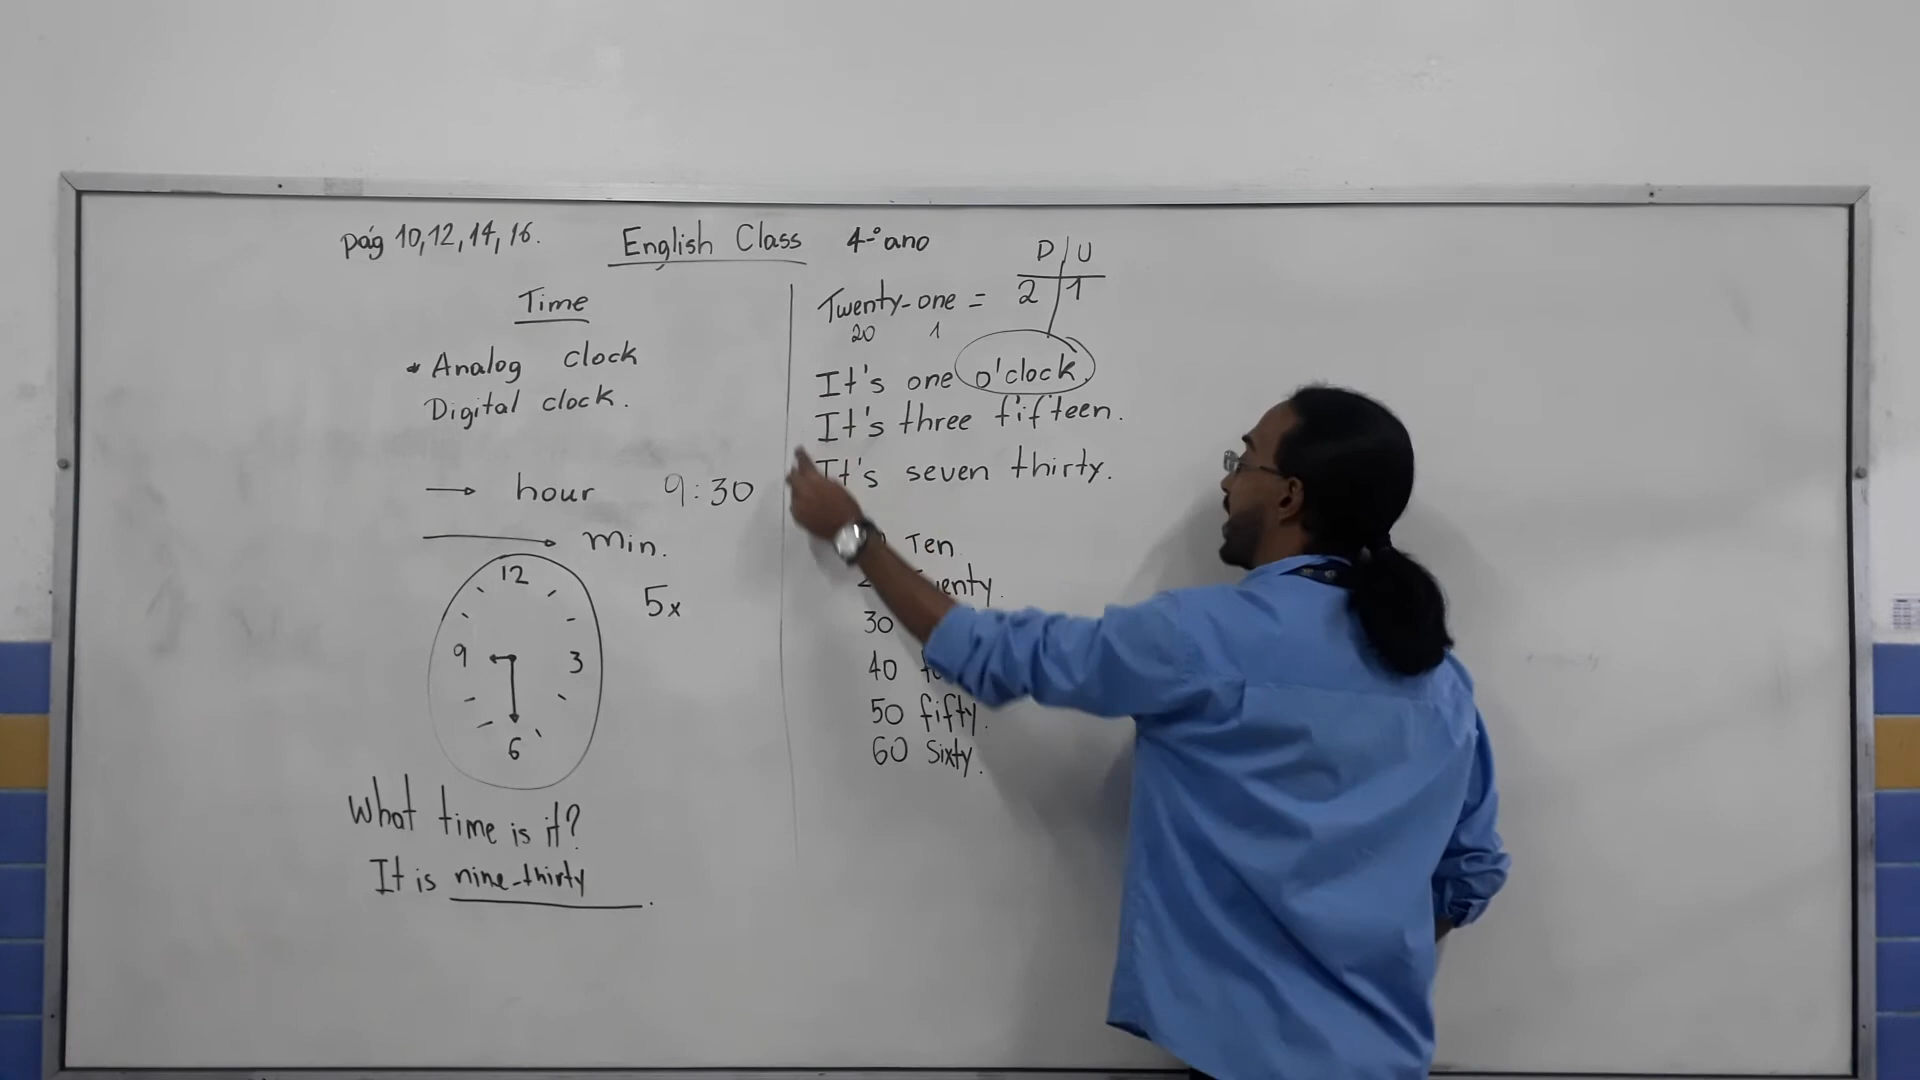 pág 10, 12, 14, 16. English Class 4º ano
Time
Analog clock
Digital clock.
hour 9:30
min.
5x
12
9 3
6
What time is it?
It is nine-thirty.
D U
Twenty-one = 2 1
20 1
It's one o'clock.
It's three fifteen.
It's seven thirty.
Ten
30
40
50 fifty.
60 Sixty.